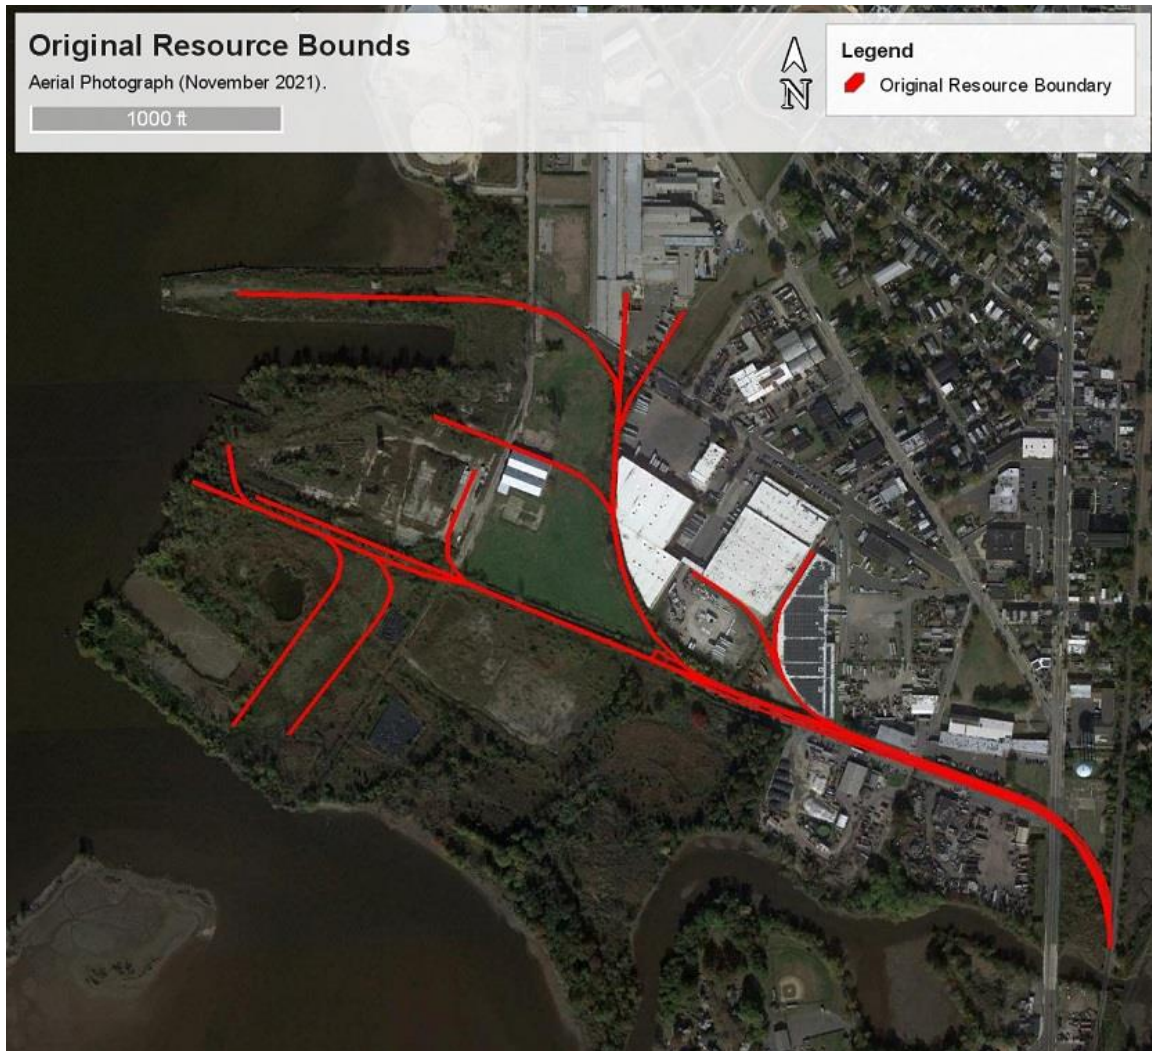 Original Resource Bounds
Aerial Photograph (November 2021).
1000 ft
N
Legend
Original Resource Boundary